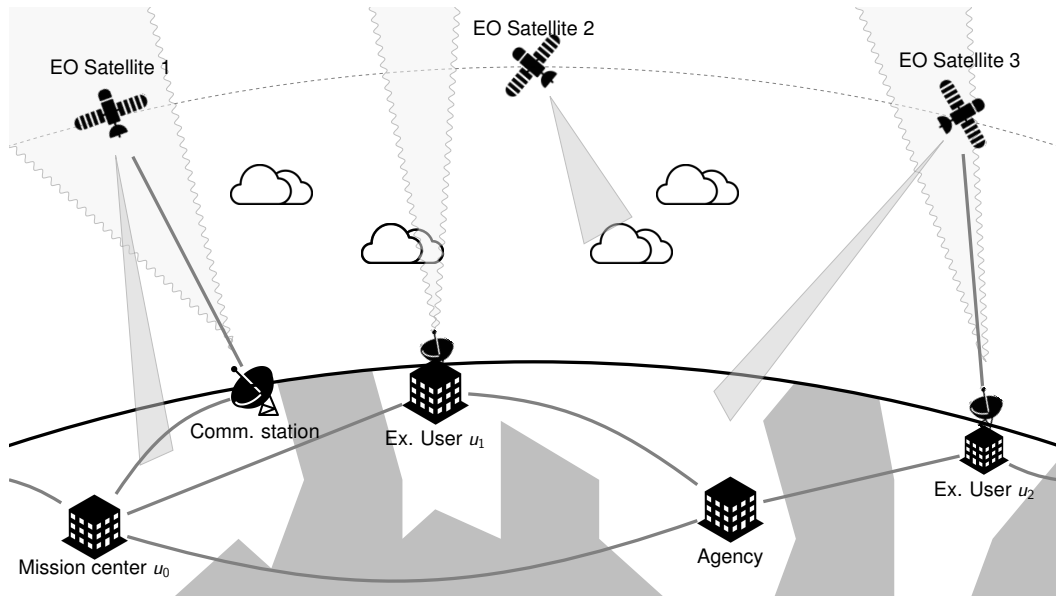 EO Satellite 2
EO Satellite 1
EO Satellite 3
Comm. station
Ex. User u₁
Ex. User u₂
Mission center u₀
Agency